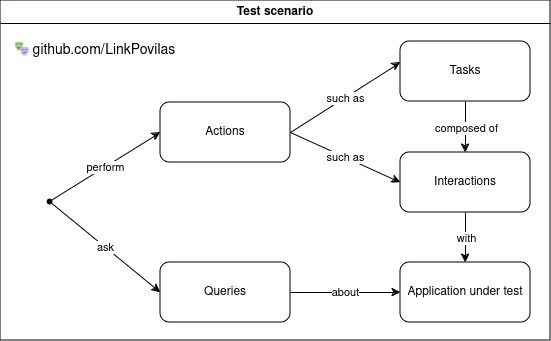 Test scenario
github.com/LinkPovilas
Tasks
such as
Actions
composed of
perform
such as
Interactions
with
ask
Queries
about
Application under test